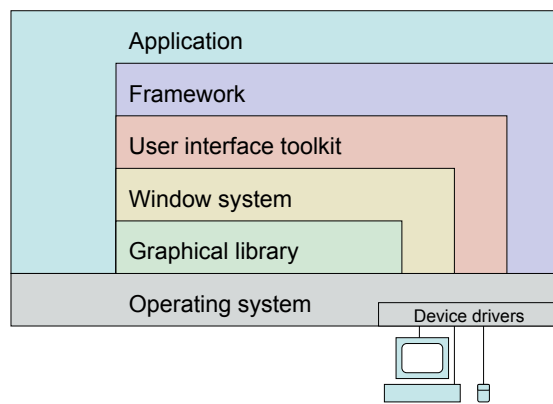 Application
Framework
User interface toolkit
Window system
Graphical library
Operating system
Device drivers